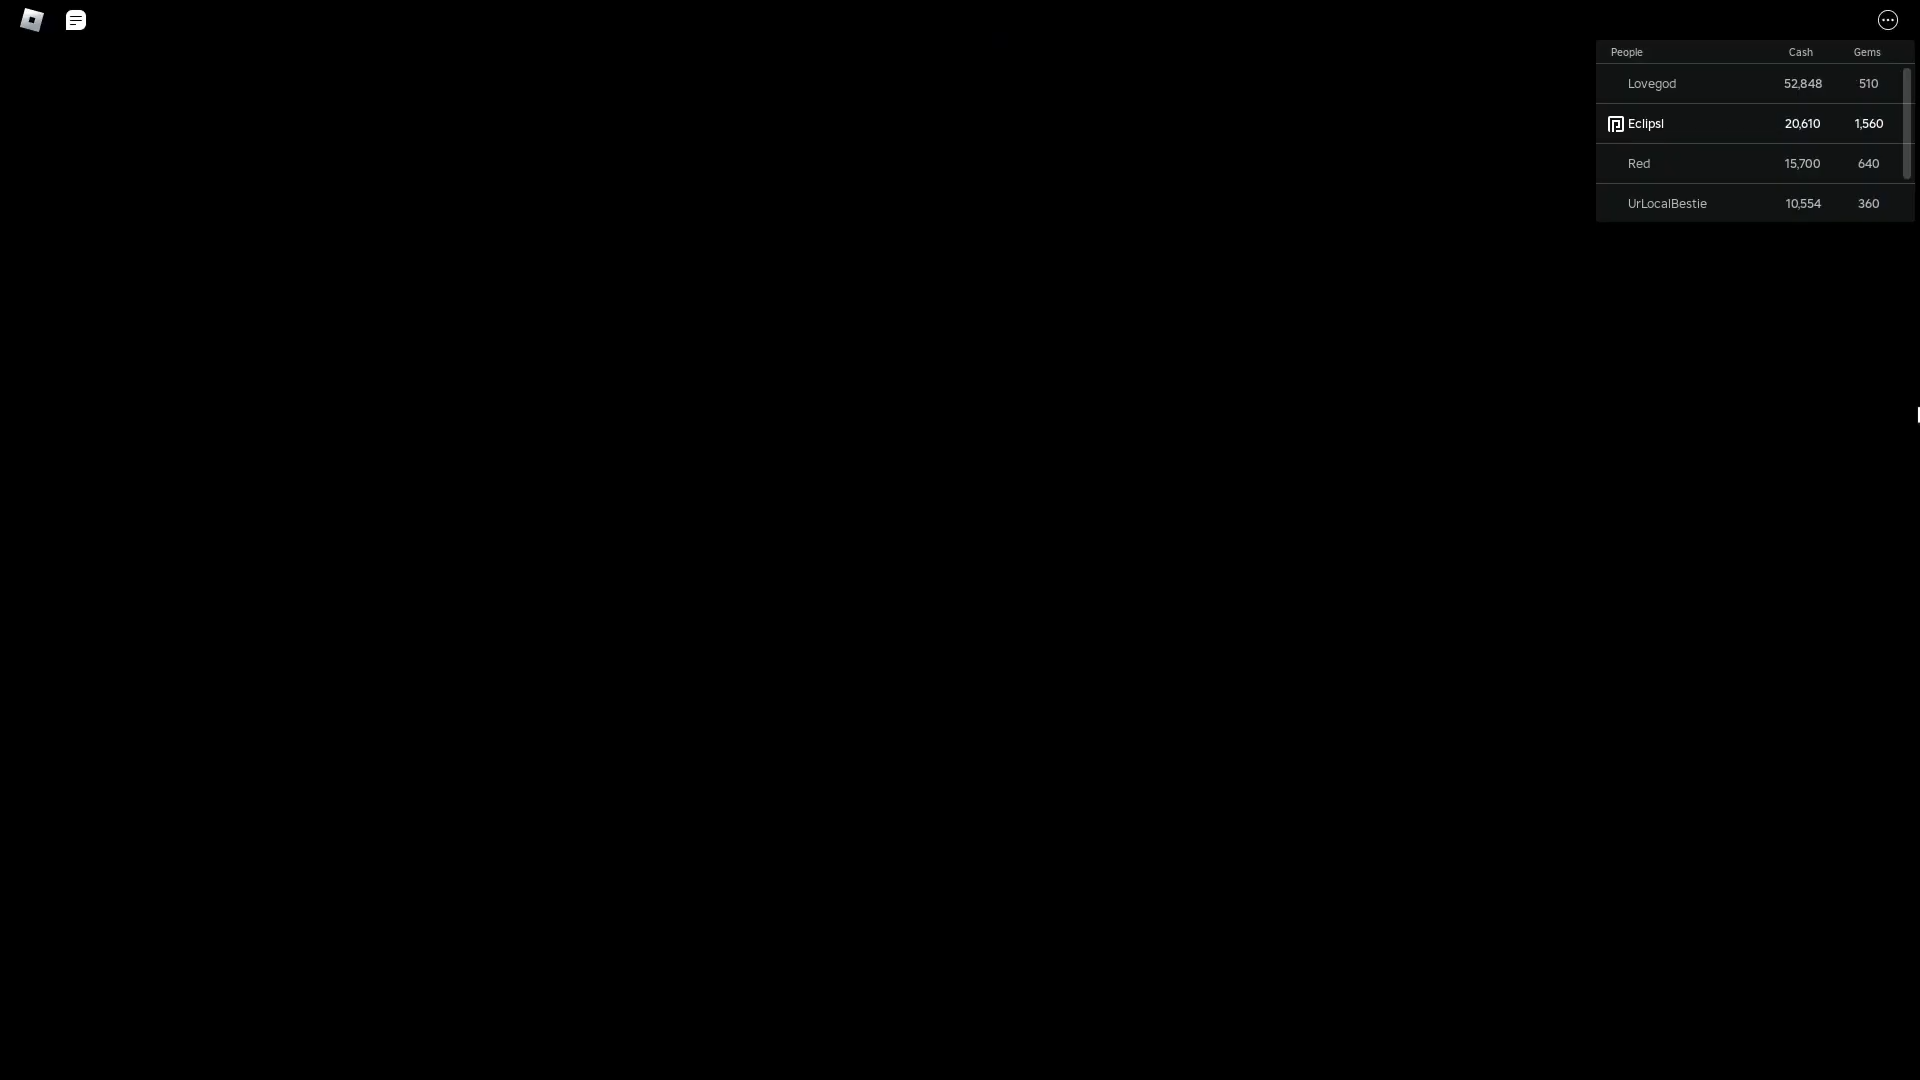 People Cash Gems
Lovegod 52,848 510
Eclipsl 20,610 1,560
Red 15,700 640
UrLocalBestie 10,554 360